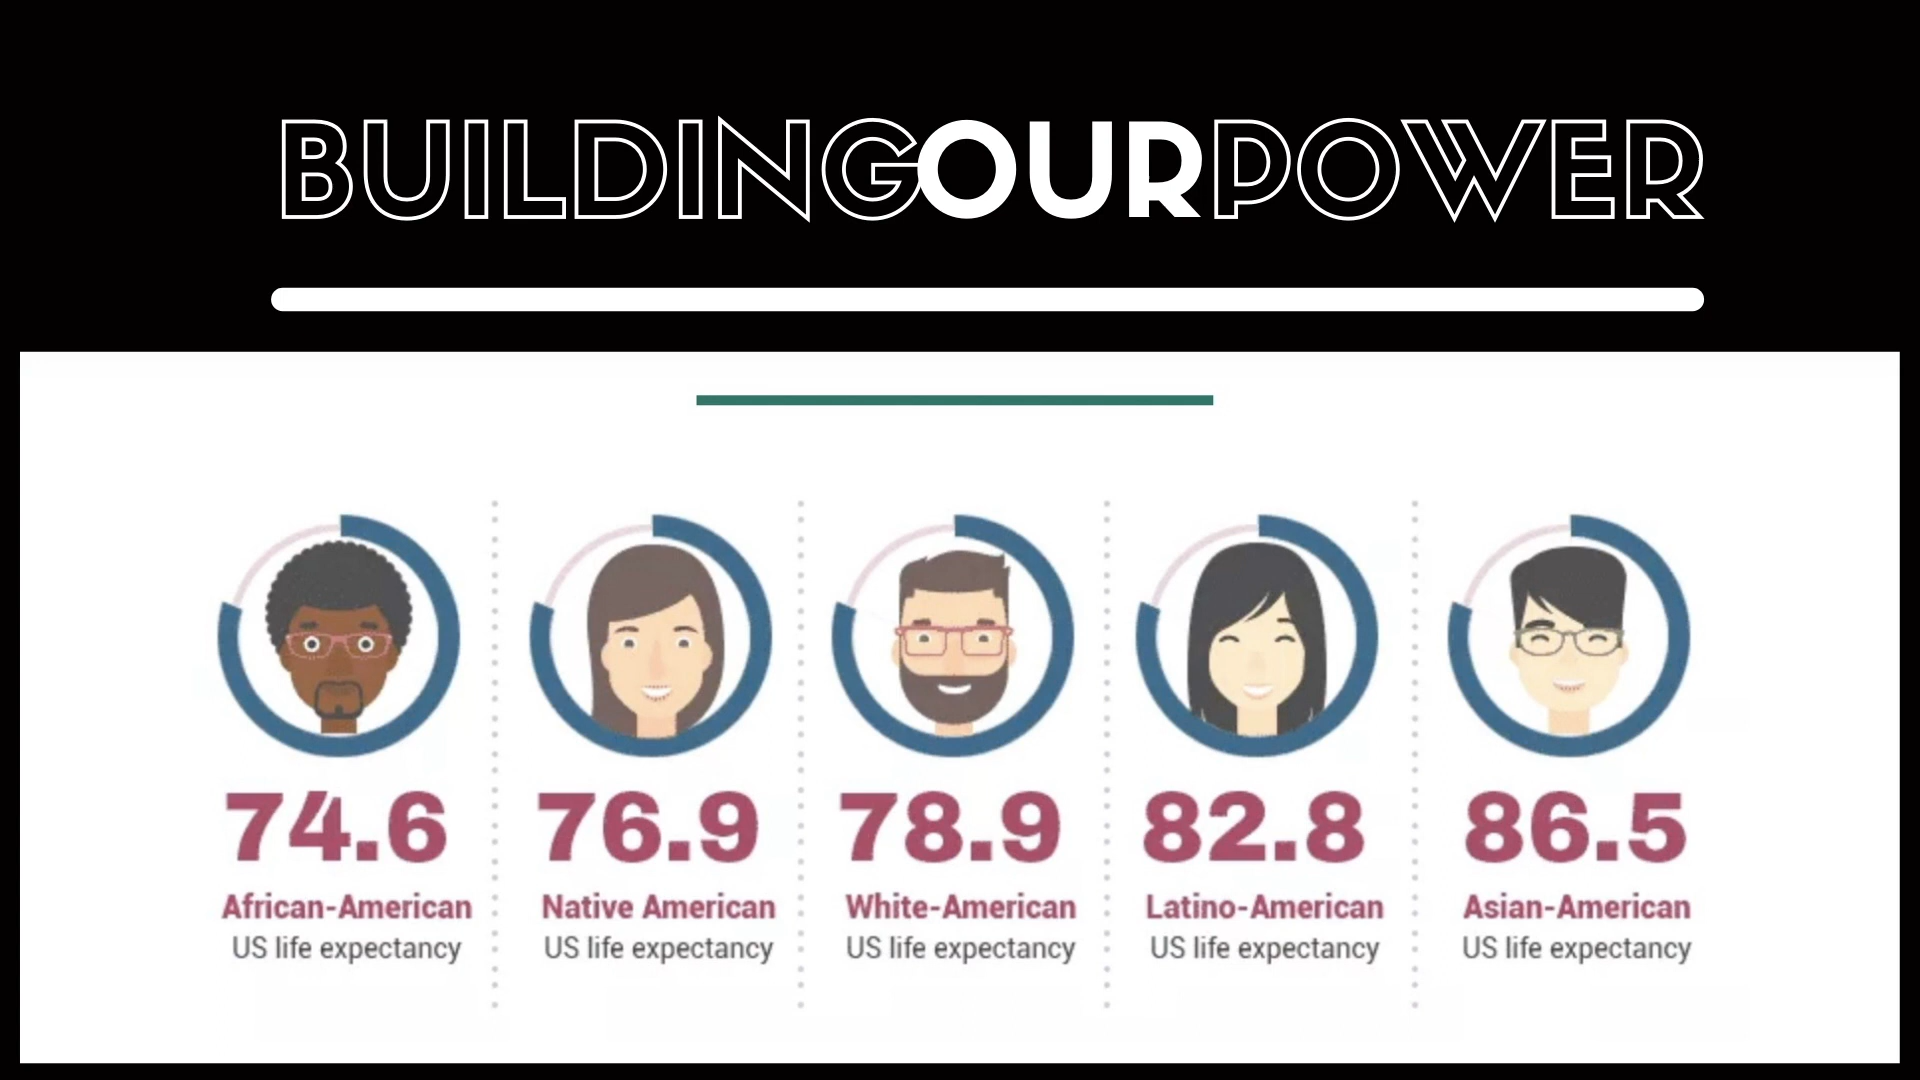 BUILDINGOURPOWER
74.6 76.9 78.9 82.8 86.5
African-American Native American White-American Latino-American Asian-American
US life expectancy US life expectancy US life expectancy US life expectancy US life expectancy